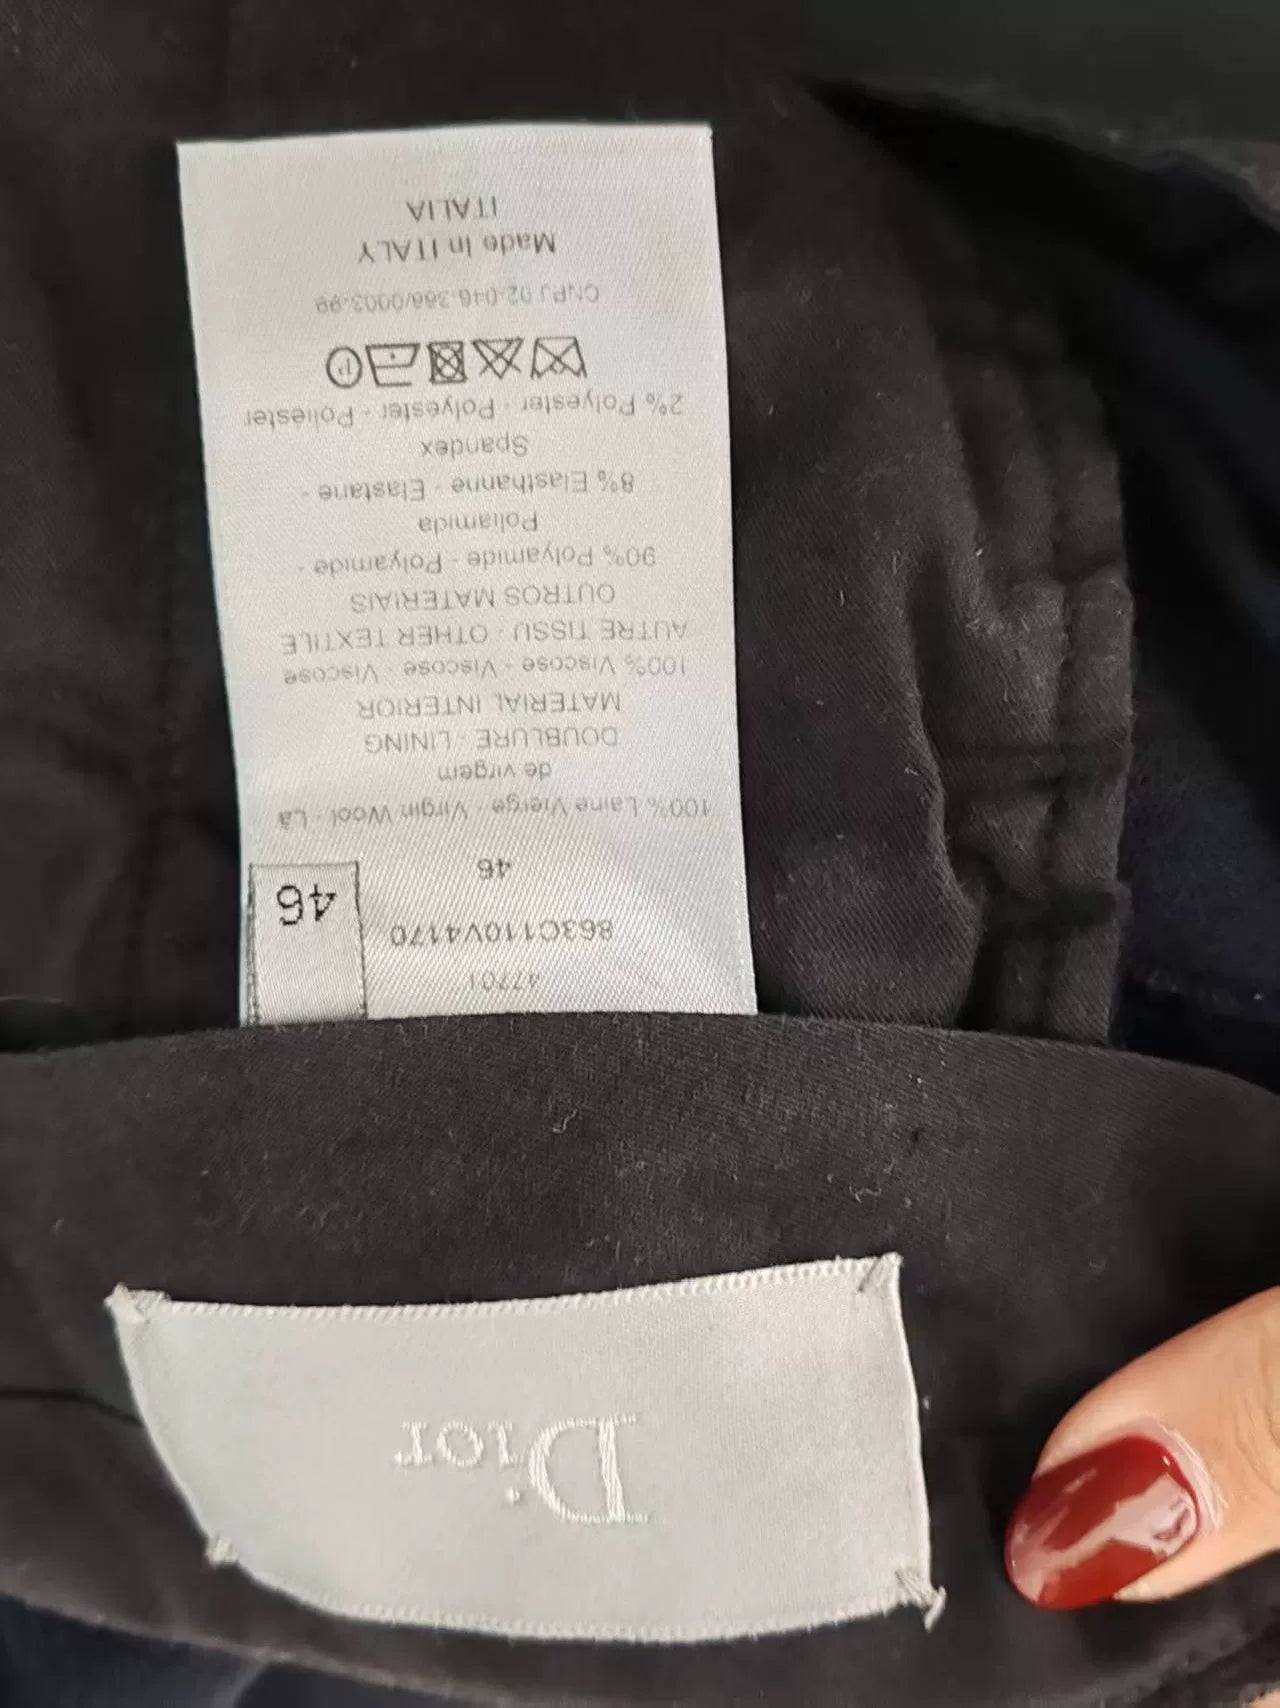 Dior
47701
863C110V4170
46
46
100% Laine Vierge - Virgin Wool - Lã
de virgem
DOUBLURE - LINING
MATERIAL INTERIOR
100% Viscose - Viscose - Viscose
AUTRE TISSU - OTHER TEXTILE
OUTROS MATERIAIS
90% Polyamide - Polyamide -
Poliamida
8% Elasthanne - Elastane -
Spandex
2% Polyester - Polyester - Poliester
P
CNPJ 02-046-366/0003-99
Made in ITALY
ITALIA